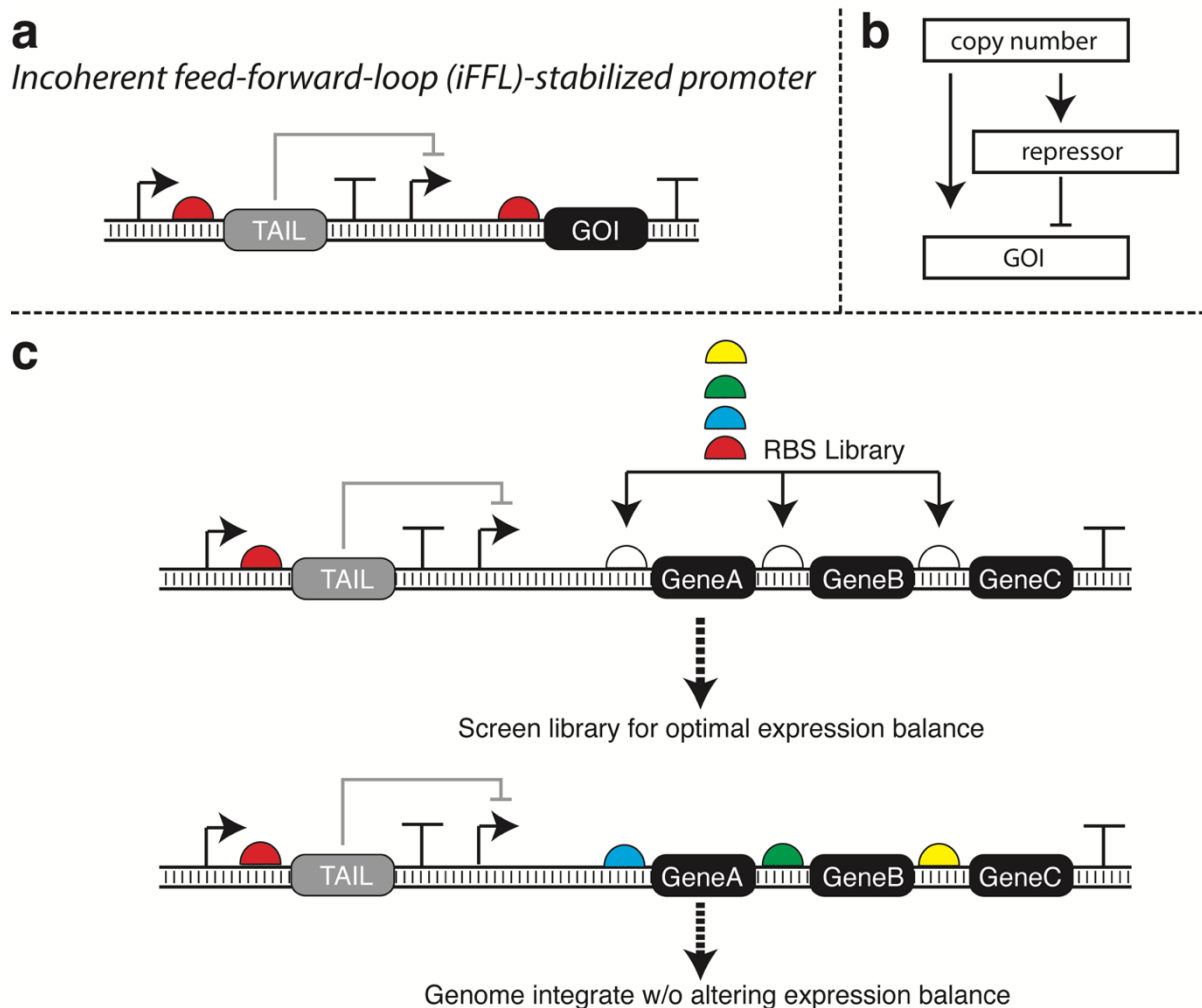 a
Incoherent feed-forward-loop (iFFL)-stabilized promoter
TAIL
GOI
b
copy number
repressor
GOI
c
RBS Library
TAIL
GeneA
GeneB
GeneC
Screen library for optimal expression balance
TAIL
GeneA
GeneB
GeneC
Genome integrate w/o altering expression balance